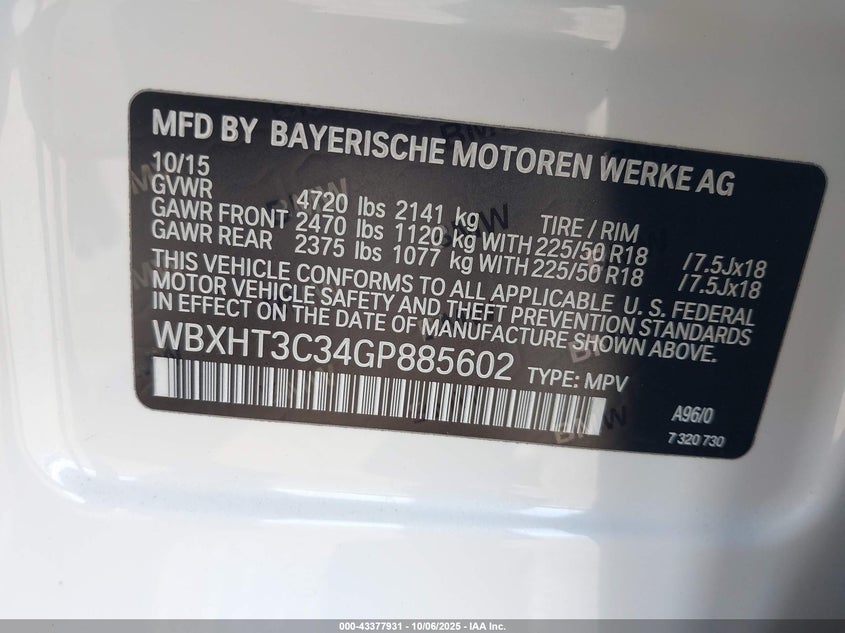 MFD BY BAYERISCHE MOTOREN WERKE AG
10/15
GVWR 4720 lbs 2141 kg TIRE / RIM
GAWR FRONT 2470 lbs 1120 kg WITH 225/50 R18 / 7.5Jx18
GAWR REAR 2375 lbs 1077 kg WITH 225/50 R18 / 7.5Jx18
THIS VEHICLE CONFORMS TO ALL APPLICABLE U. S. FEDERAL
MOTOR VEHICLE SAFETY AND THEFT PREVENTION STANDARDS
IN EFFECT ON THE DATE OF MANUFACTURE SHOWN ABOVE.
WBXHT3C34GP885602 TYPE: MPV
A96/0
7 320 730
000-43377931 - 10/06/2025 - IAA Inc.